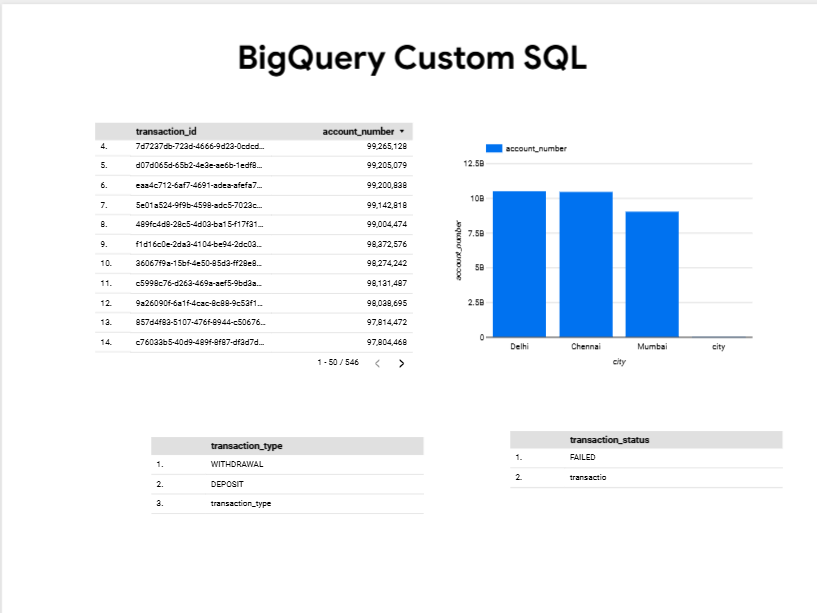 BigQuery Custom SQL
transaction_id account_number
4. 7d7237db-723d-4666-9d23-0cdcd... 99,265,128
5. d07d065d-65b2-4e3e-ae6b-1edf8... 99,205,079
6. eaa4c712-6af7-4691-adea-afefa7... 99,200,838
7. 5e01a524-9f9b-4598-adc5-7023c... 99,142,818
8. 489fc4d8-28c5-4d03-ba15-f17f31... 99,004,474
9. f1d16c0e-2da3-4104-be94-2dc03... 98,372,576
10. 36067f9a-15bf-4e50-85d3-ff28e8... 98,274,242
11. c5998c76-d263-469a-aef5-9bd3a... 98,131,487
12. 9a26090f-6a1f-4cac-8c88-9c53f1... 98,038,695
13. 857d4f83-5107-476f-8944-c50676... 97,814,472
14. c76033b5-40d9-489f-8f87-df3d7d... 97,804,468
1 - 50 / 546
account_number
12.5B
10B
7.5B
5B
2.5B
0
account_number
Delhi Chennai Mumbai city
city
transaction_type
1. WITHDRAWAL
2. DEPOSIT
3. transaction_type
transaction_status
1. FAILED
2. transactio